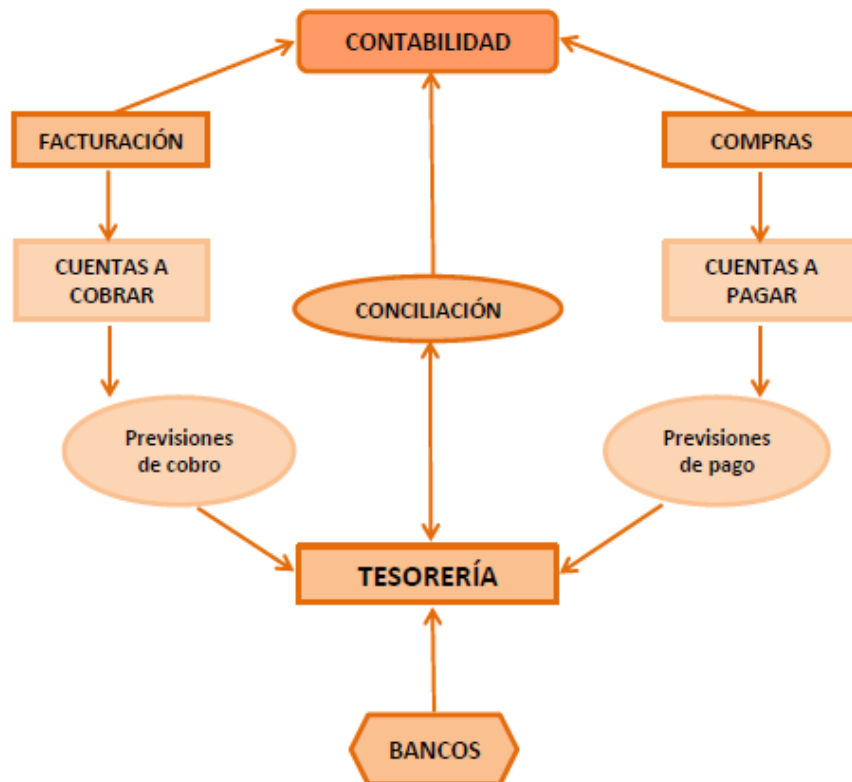 CONTABILIDAD
FACTURACIÓN
COMPRAS
CUENTAS A
COBRAR
CONCILIACIÓN
CUENTAS A
PAGAR
Previsiones
de cobro
Previsiones
de pago
TESORERÍA
BANCOS